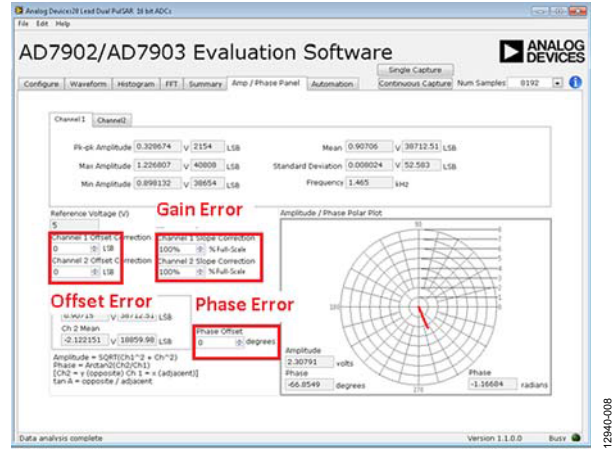 Analog Devices20 Lead Dual PulSAR 16 bit ADCs
File Edit Help
AD7902/AD7903 Evaluation Software
ANALOG DEVICES
Single Capture
Configure Waveform Histogram FFT Summary Amp / Phase Panel Automation Continuous Capture Num Samples 8192
Channel 1 Channel2
Pk-pk Amplitude 0.328674 V 2154 LSB Mean 0.90706 V 38712.51 LSB
Max Amplitude 1.226807 V 40808 LSB Standard Deviation 0.008024 V 52.583 LSB
Min Amplitude 0.898132 V 38654 LSB Frequency 1.465 kHz
Reference Voltage (V)
5
Gain Error
Channel 1 Offset Correction Channel 1 Slope Correction
0 LSB 100% % Full-Scale
Channel 2 Offset Correction Channel 2 Slope Correction
0 LSB 100% % Full-Scale
Offset Error Phase Error
0.90715 V 38712.51 LSB
Ch 2 Mean
-2.122151 V 18859.98 LSB
Phase Offset
0 degrees
Amplitude = SQRT(Ch1^2 + Ch^2)
Phase = Arctan2(Ch2/Ch1)
[Ch2 = y (opposite) Ch 1 = x (adjacent)]
tan A = opposite / adjacent
Amplitude / Phase Polar Plot
90
180
270
Amplitude
2.30791 volts
Phase Phase
-66.8549 degrees -1.16684 radians
Data analysis complete Version 1.1.0.0 Busy
12940-008